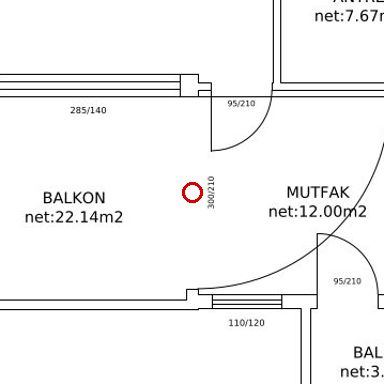 net:7.67
285/140
95/210
300/210
BALKON
net:22.14m2
MUTFAK
net:12.00m2
95/210
110/120
BAL
net:3.